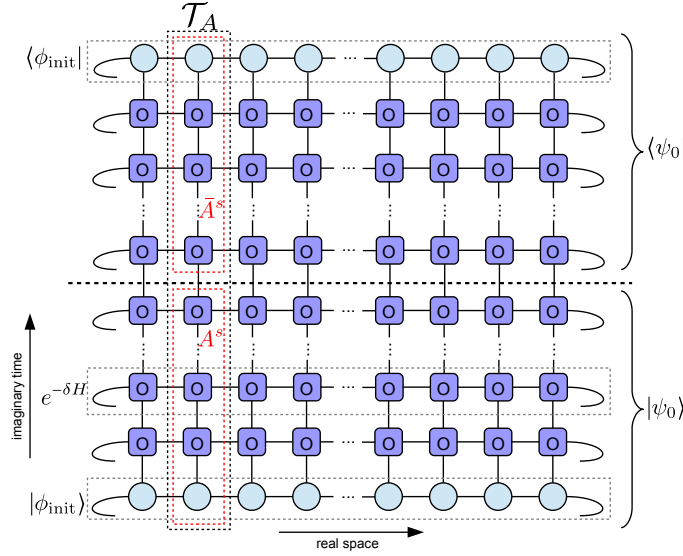 𝒯_A
⟨ϕ_init| ···
O O O O ··· O O O O
⟨ψ_0
O O O O ··· O O O O
Ā^s
O O O O ··· O O O O
O O O O ··· O O O O
A^s
e^{−δH} O O O O ··· O O O O
|ψ_0⟩
O O O O ··· O O O O
|ϕ_init⟩ ···
imaginary time
real space